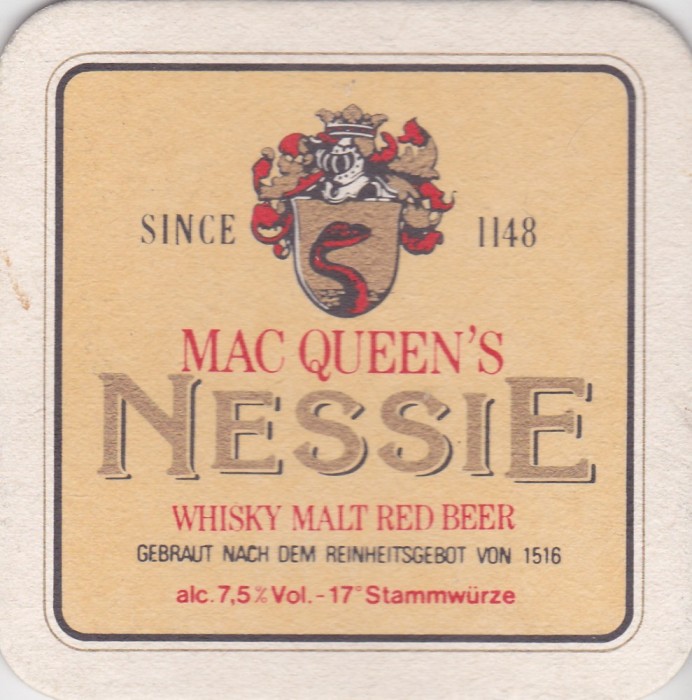 SINCE 1148
MAC QUEEN'S
NESSIE
WHISKY MALT RED BEER
GEBRAUT NACH DEM REINHEITSGEBOT VON 1516
alc. 7,5% Vol. - 17° Stammwürze